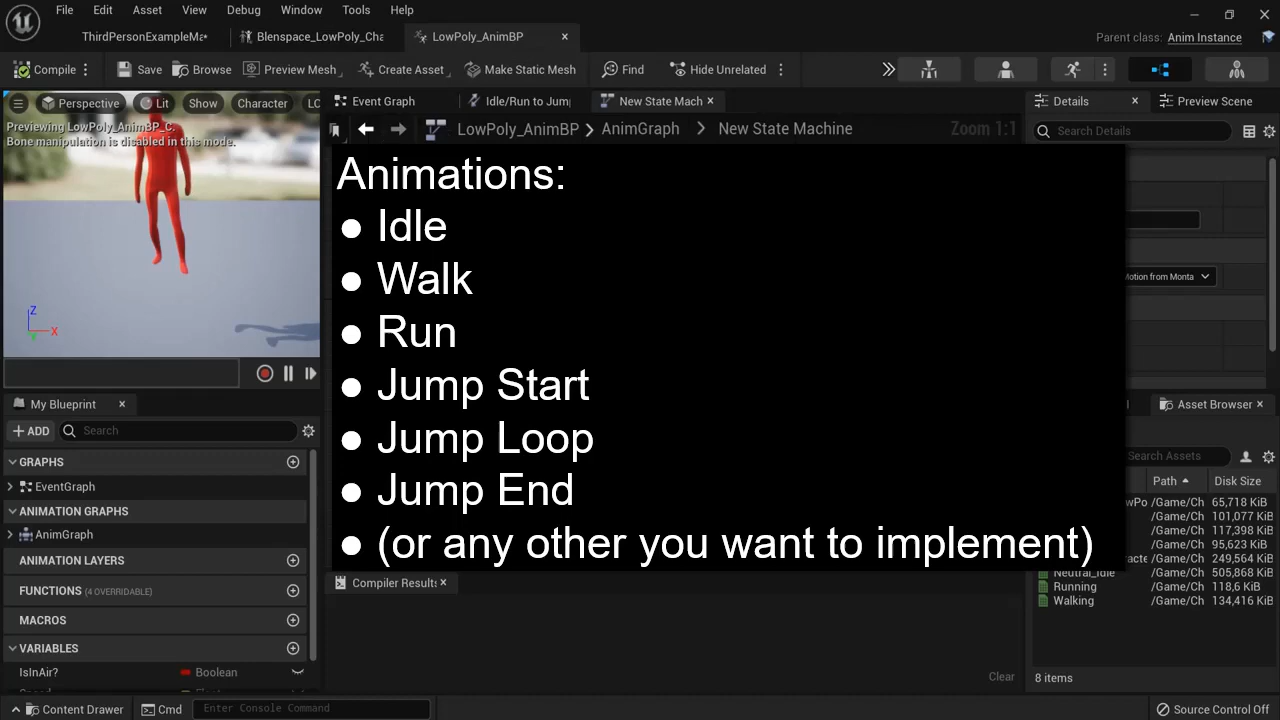 File Edit Asset View Debug Window Tools Help
ThirdPersonExampleMa* Blenspace_LowPoly_Cha LowPoly_AnimBP
Parent class: Anim Instance
Compile Save Browse Preview Mesh Create Asset Make Static Mesh Find Hide Unrelated
Perspective Lit Show Character LO
Previewing LowPoly_AnimBP_C.
Bone manipulation is disabled in this mode.
Z
X
Y
Event Graph Idle/Run to Jum New State Mach
LowPoly_AnimBP > AnimGraph > New State Machine Zoom 1:1
Details Preview Scene
Search Details
Animations:
● Idle
● Walk
● Run
● Jump Start
● Jump Loop
● Jump End
● (or any other you want to implement)
Motion from Monta
My Blueprint
ADD Search
GRAPHS
EventGraph
ANIMATION GRAPHS
AnimGraph
ANIMATION LAYERS
FUNCTIONS (4 OVERRIDABLE)
MACROS
VARIABLES
IsInAir? Boolean
Compiler Results
Clear
Asset Browser
Search Assets
Path Disk Size
/Game/Ch 65,718 KiB
/Game/Ch 101,077 KiB
/Game/Ch 117,398 KiB
/Game/Ch 95,623 KiB
/Game/Ch 249,564 KiB
Neutral_Idle /Game/Ch 505,868 KiB
Running /Game/Ch 118,6 KiB
Walking /Game/Ch 134,416 KiB
8 items
Content Drawer Cmd Enter Console Command
Source Control Off